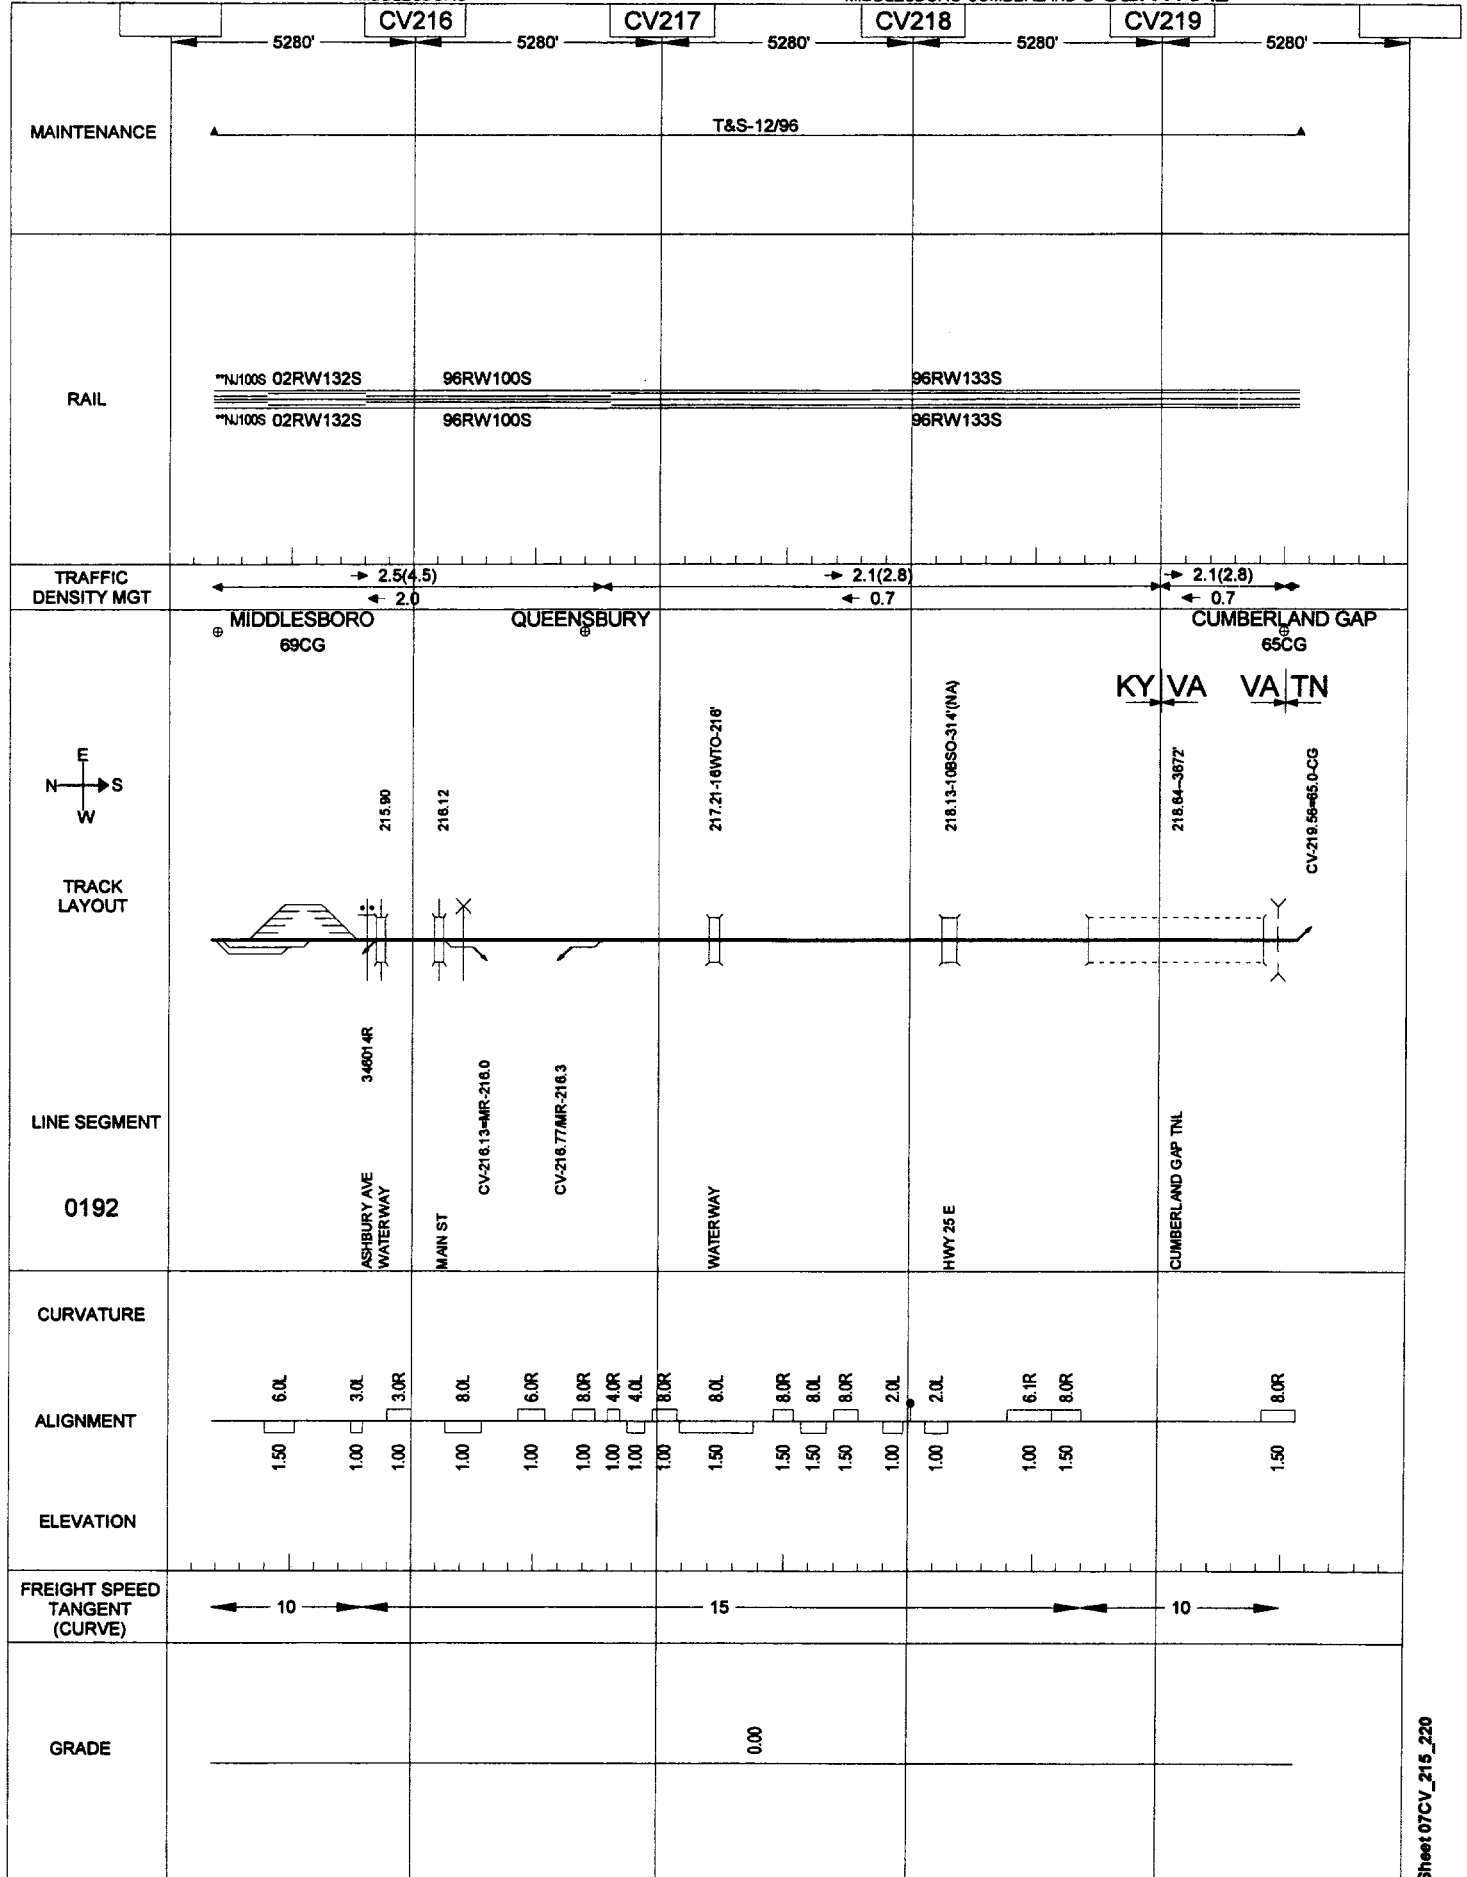 CV216 CV217 CV218 CV219
5280' 5280' 5280' 5280' 5280'
MAINTENANCE
T&S-12/96
RAIL
**NJ100S 02RW132S 96RW100S 96RW133S
**NJ100S 02RW132S 96RW100S 96RW133S
TRAFFIC
DENSITY MGT
→ 2.5(4.5) → 2.1(2.8) → 2.1(2.8)
← 2.0 ← 0.7 ← 0.7
MIDDLESBORO QUEENSBURY CUMBERLAND GAP
69CG 65CG
KY VA VA TN
E
N S
W
215.90
216.12
217.21-16WTO-216'
218.13-10BSO-314'(NA)
218.64--3672'
CV-219.56=65.0-CG
TRACK
LAYOUT
346014R
CV-216.13=MR-216.0
CV-216.77/MR-216.3
LINE SEGMENT
0192
ASHBURY AVE
WATERWAY
MAIN ST
WATERWAY
HWY 25 E
CUMBERLAND GAP TNL
CURVATURE
6.0L 3.0L 3.0R 8.0L 6.0R 8.0R 4.0R 4.0L 8.0R 8.0L 8.0R 8.0L 8.0R 2.0L 2.0L 6.1R 8.0R 8.0R
ALIGNMENT
1.50 1.00 1.00 1.00 1.00 1.00 1.00 1.00 1.00 1.50 1.50 1.50 1.50 1.00 1.00 1.00 1.50 1.50
ELEVATION
FREIGHT SPEED
TANGENT
(CURVE)
10 15 10
GRADE
0.00
Sheet 07CV_215_220